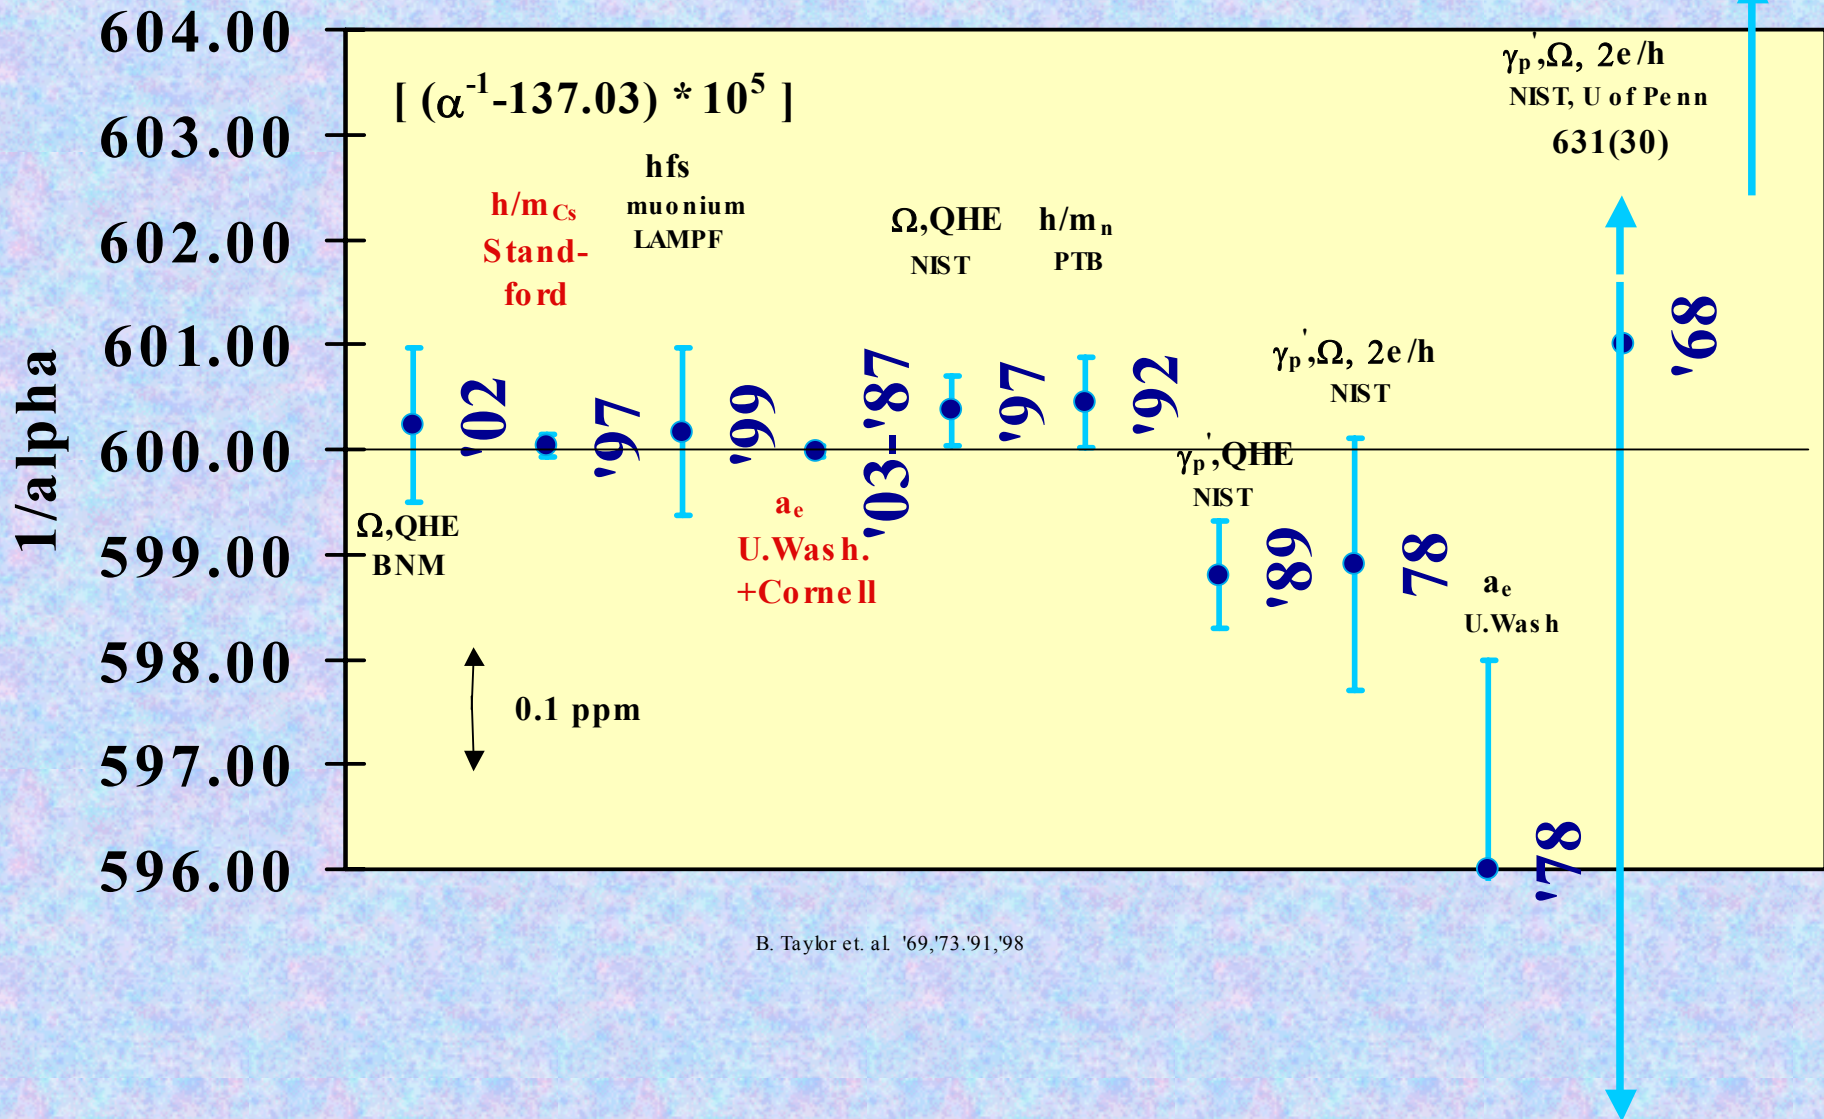 604.00
603.00
602.00
601.00
600.00
599.00
598.00
597.00
596.00
1/alpha
[ (α⁻¹-137.03) * 10⁵ ]
Ω,QHE
BNM
'02
h/mCs
Stand-
ford
'97
hfs
muonium
LAMPF
'99
ae
U.Wash.
+Cornell
'03-'87
Ω,QHE
NIST
'97
h/mn
PTB
'92
γp',QHE
NIST
'89
γp',Ω, 2e/h
NIST
78
ae
U.Wash
'78
γp',Ω, 2e/h
NIST, U of Penn
631(30)
'68
0.1 ppm
B. Taylor et. al. '69,'73.'91,'98